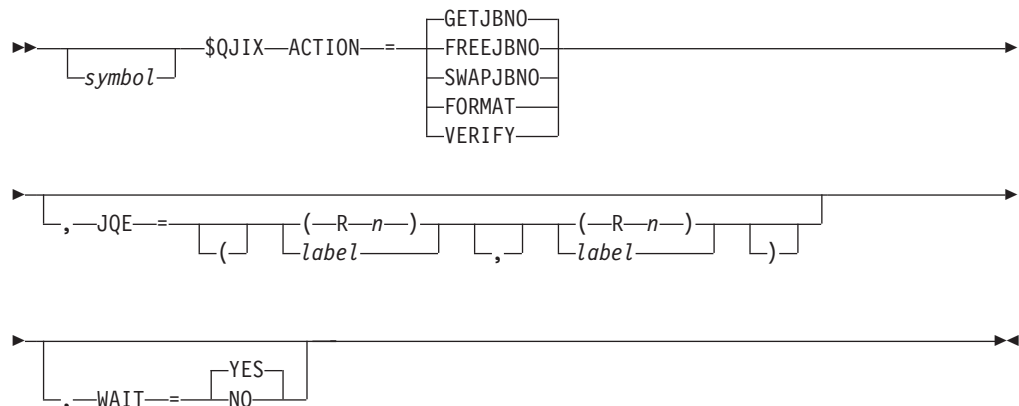 GETJBNO
$QJIX ACTION = FREEJBNO
symbol SWAPJBNO
FORMAT
VERIFY
, JQE = ( R n ) ( R n )
( label , label )
YES
, WAIT = NO